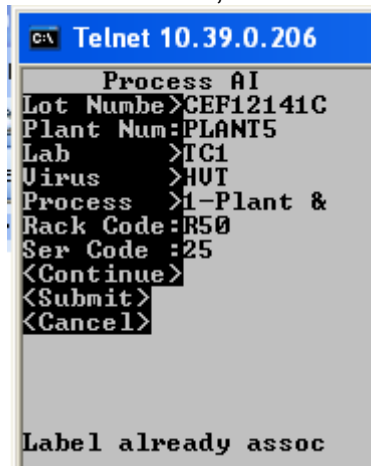 Telnet 10.39.0.206
Process AI
Lot Numbe>CEF12141C
Plant Num:PLANT5
Lab >TC1
Virus >HVT
Process >1-Plant &
Rack Code:R50
Ser Code :25
<Continue>
<Submit>
<Cancel>
Label already assoc